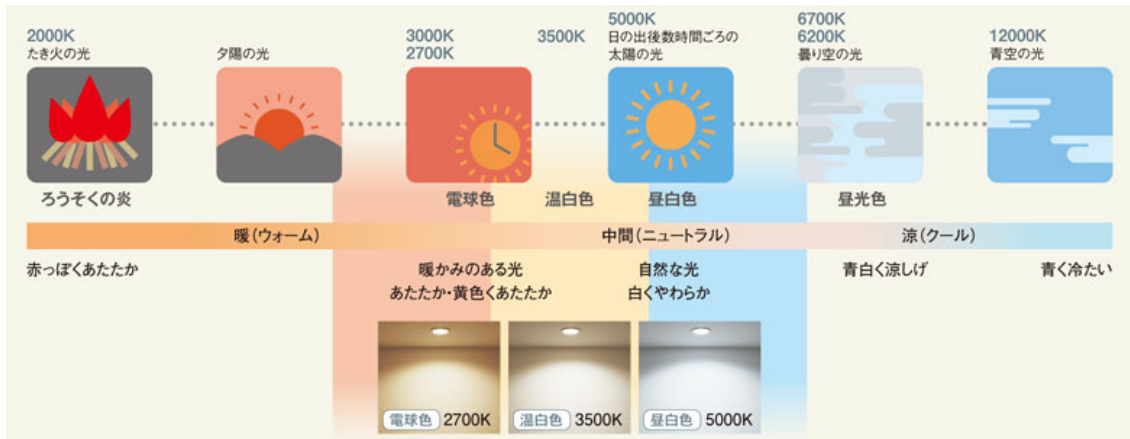 2000K
たき火の光
夕陽の光
3000K
2700K
3500K
5000K
日の出後数時間ごろの
太陽の光
6700K
6200K
曇り空の光
12000K
青空の光
ろうそくの炎
電球色
温白色
昼白色
昼光色
暖(ウォーム)
中間(ニュートラル)
涼(クール)
赤っぽくあたたか
暖かみのある光
あたたか・黄色くあたたか
自然な光
白くやわらか
青白く涼しげ
青く冷たい
電球色 2700K
温白色 3500K
昼白色 5000K